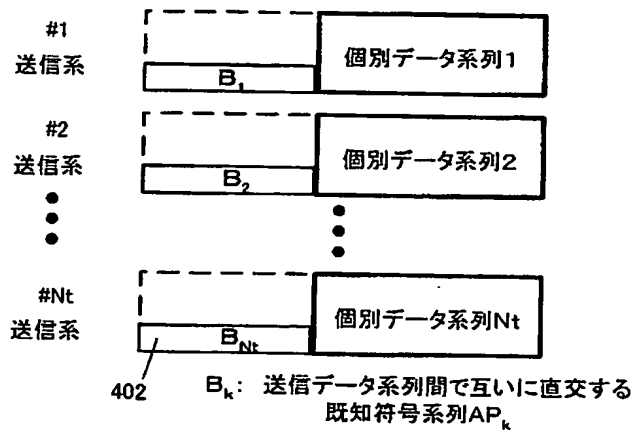 #1
送信系
B₁
個別データ系列1
#2
送信系
B₂
個別データ系列2
#Nt
送信系
B_Nt
個別データ系列Nt
402
B_k: 送信データ系列間で互いに直交する
既知符号系列AP_k